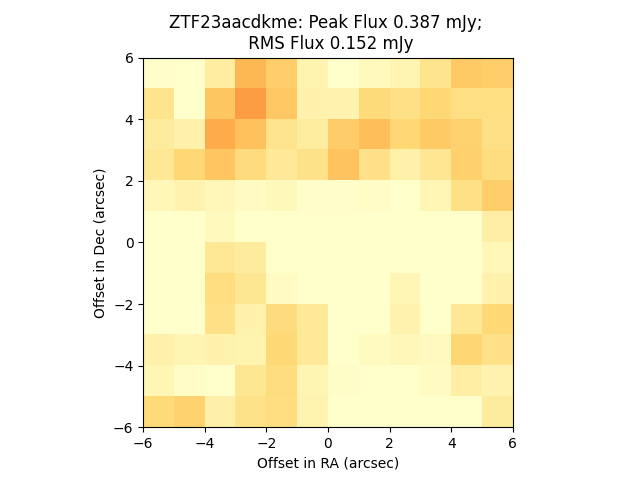 ZTF23aacdkme: Peak Flux 0.387 mJy;
RMS Flux 0.152 mJy
6
4
2
0
−2
−4
−6
Offset in Dec (arcsec)
−6 −4 −2 0 2 4 6
Offset in RA (arcsec)